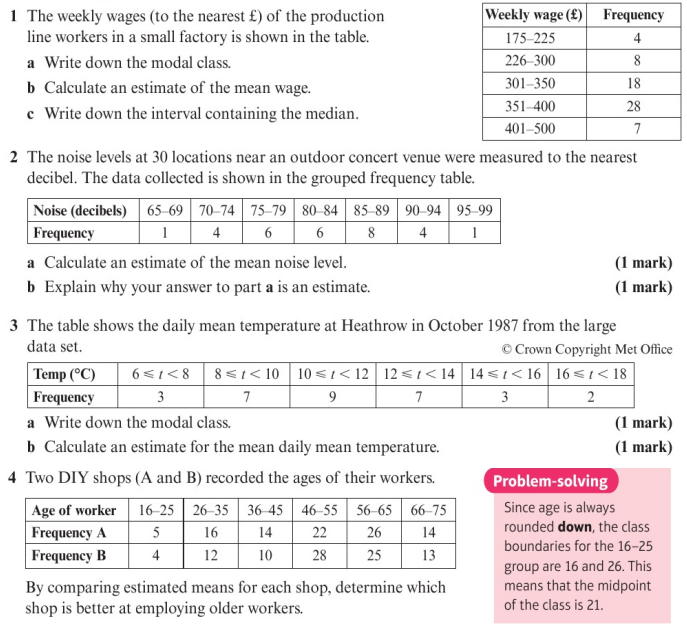 1 The weekly wages (to the nearest £) of the production
line workers in a small factory is shown in the table.
a Write down the modal class.
b Calculate an estimate of the mean wage.
c Write down the interval containing the median.
Weekly wage (£) Frequency
175–225 4
226–300 8
301–350 18
351–400 28
401–500 7
2 The noise levels at 30 locations near an outdoor concert venue were measured to the nearest
decibel. The data collected is shown in the grouped frequency table.
Noise (decibels) 65–69 70–74 75–79 80–84 85–89 90–94 95–99
Frequency 1 4 6 6 8 4 1
a Calculate an estimate of the mean noise level. (1 mark)
b Explain why your answer to part a is an estimate. (1 mark)
3 The table shows the daily mean temperature at Heathrow in October 1987 from the large
data set. © Crown Copyright Met Office
Temp (°C) 6 ⩽ t < 8 8 ⩽ t < 10 10 ⩽ t < 12 12 ⩽ t < 14 14 ⩽ t < 16 16 ⩽ t < 18
Frequency 3 7 9 7 3 2
a Write down the modal class. (1 mark)
b Calculate an estimate for the mean daily mean temperature. (1 mark)
4 Two DIY shops (A and B) recorded the ages of their workers.
Age of worker 16–25 26–35 36–45 46–55 56–65 66–75
Frequency A 5 16 14 22 26 14
Frequency B 4 12 10 28 25 13
By comparing estimated means for each shop, determine which
shop is better at employing older workers.
Problem-solving
Since age is always
rounded down, the class
boundaries for the 16–25
group are 16 and 26. This
means that the midpoint
of the class is 21.